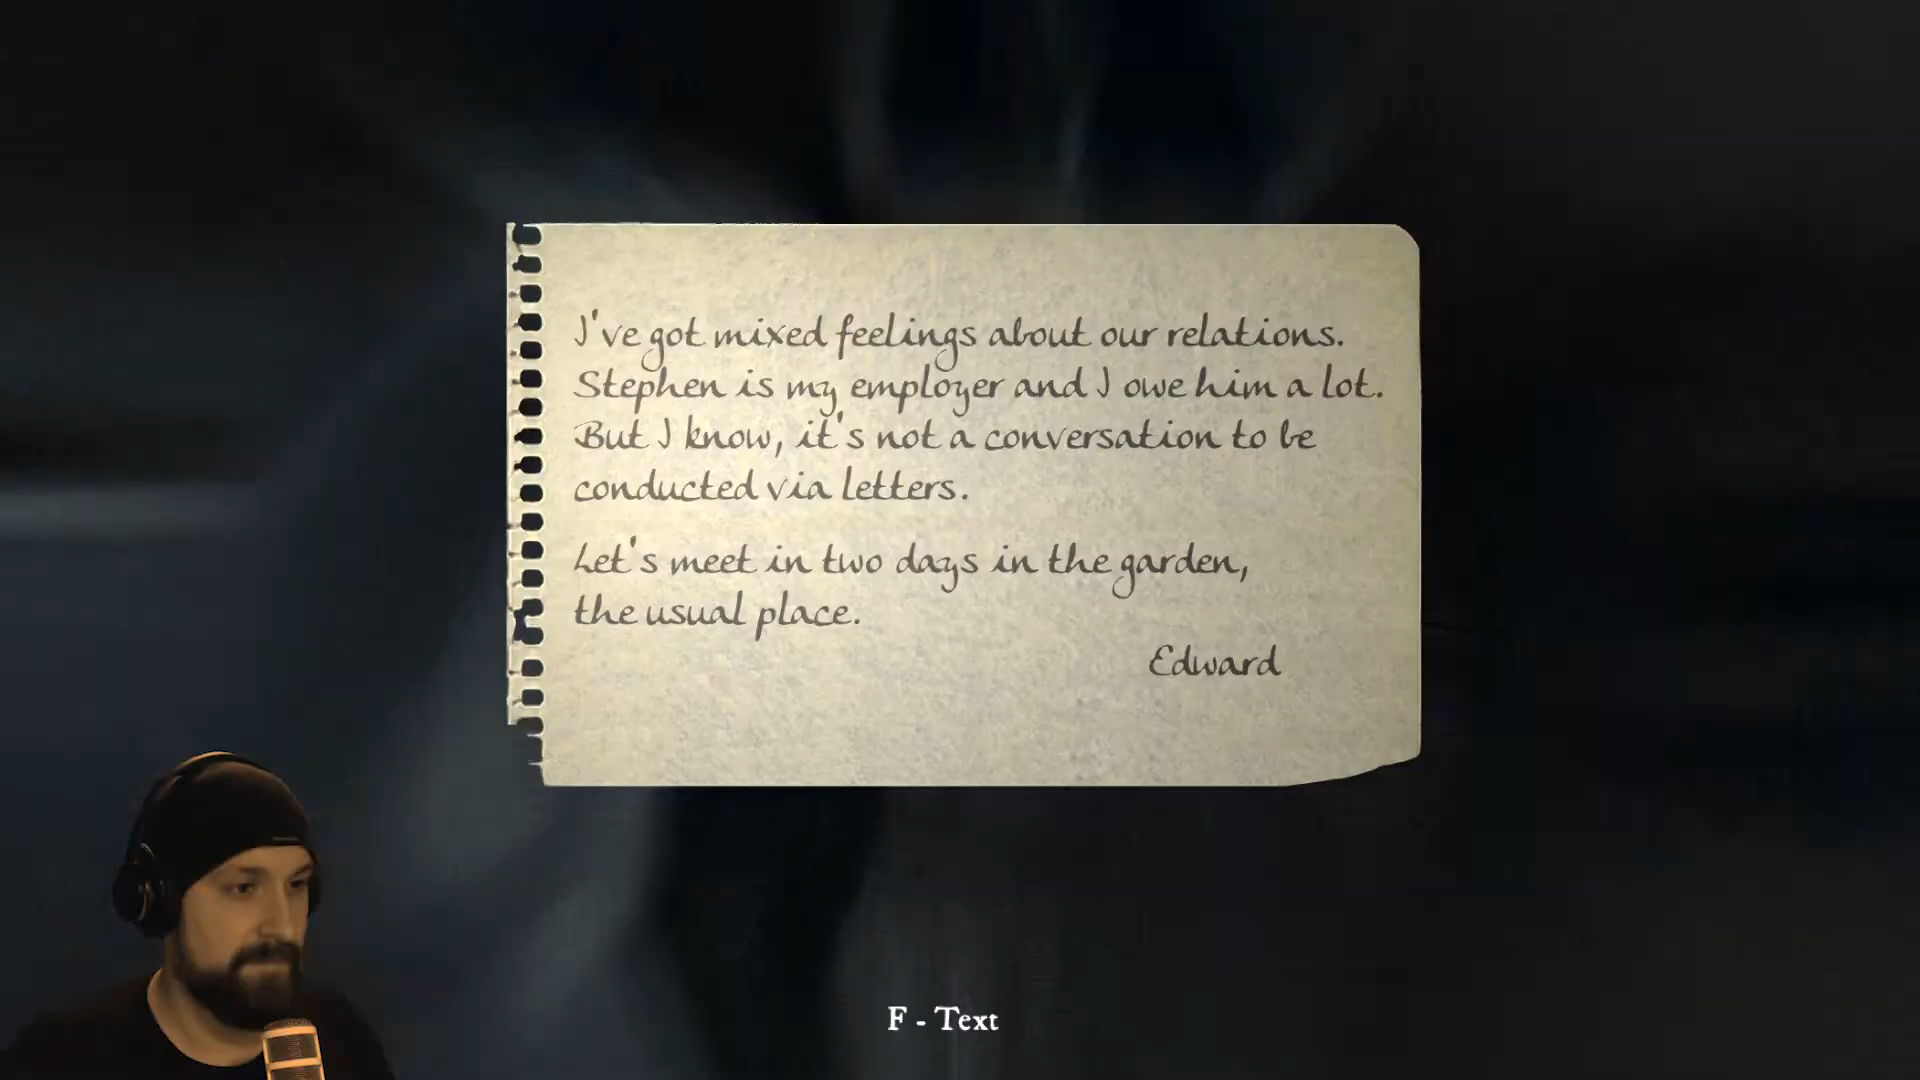 I've got mixed feelings about our relations.
Stephen is my employer and I owe him a lot.
But I know, it's not a conversation to be
conducted via letters.
Let's meet in two days in the garden,
the usual place.
Edward
F - Text